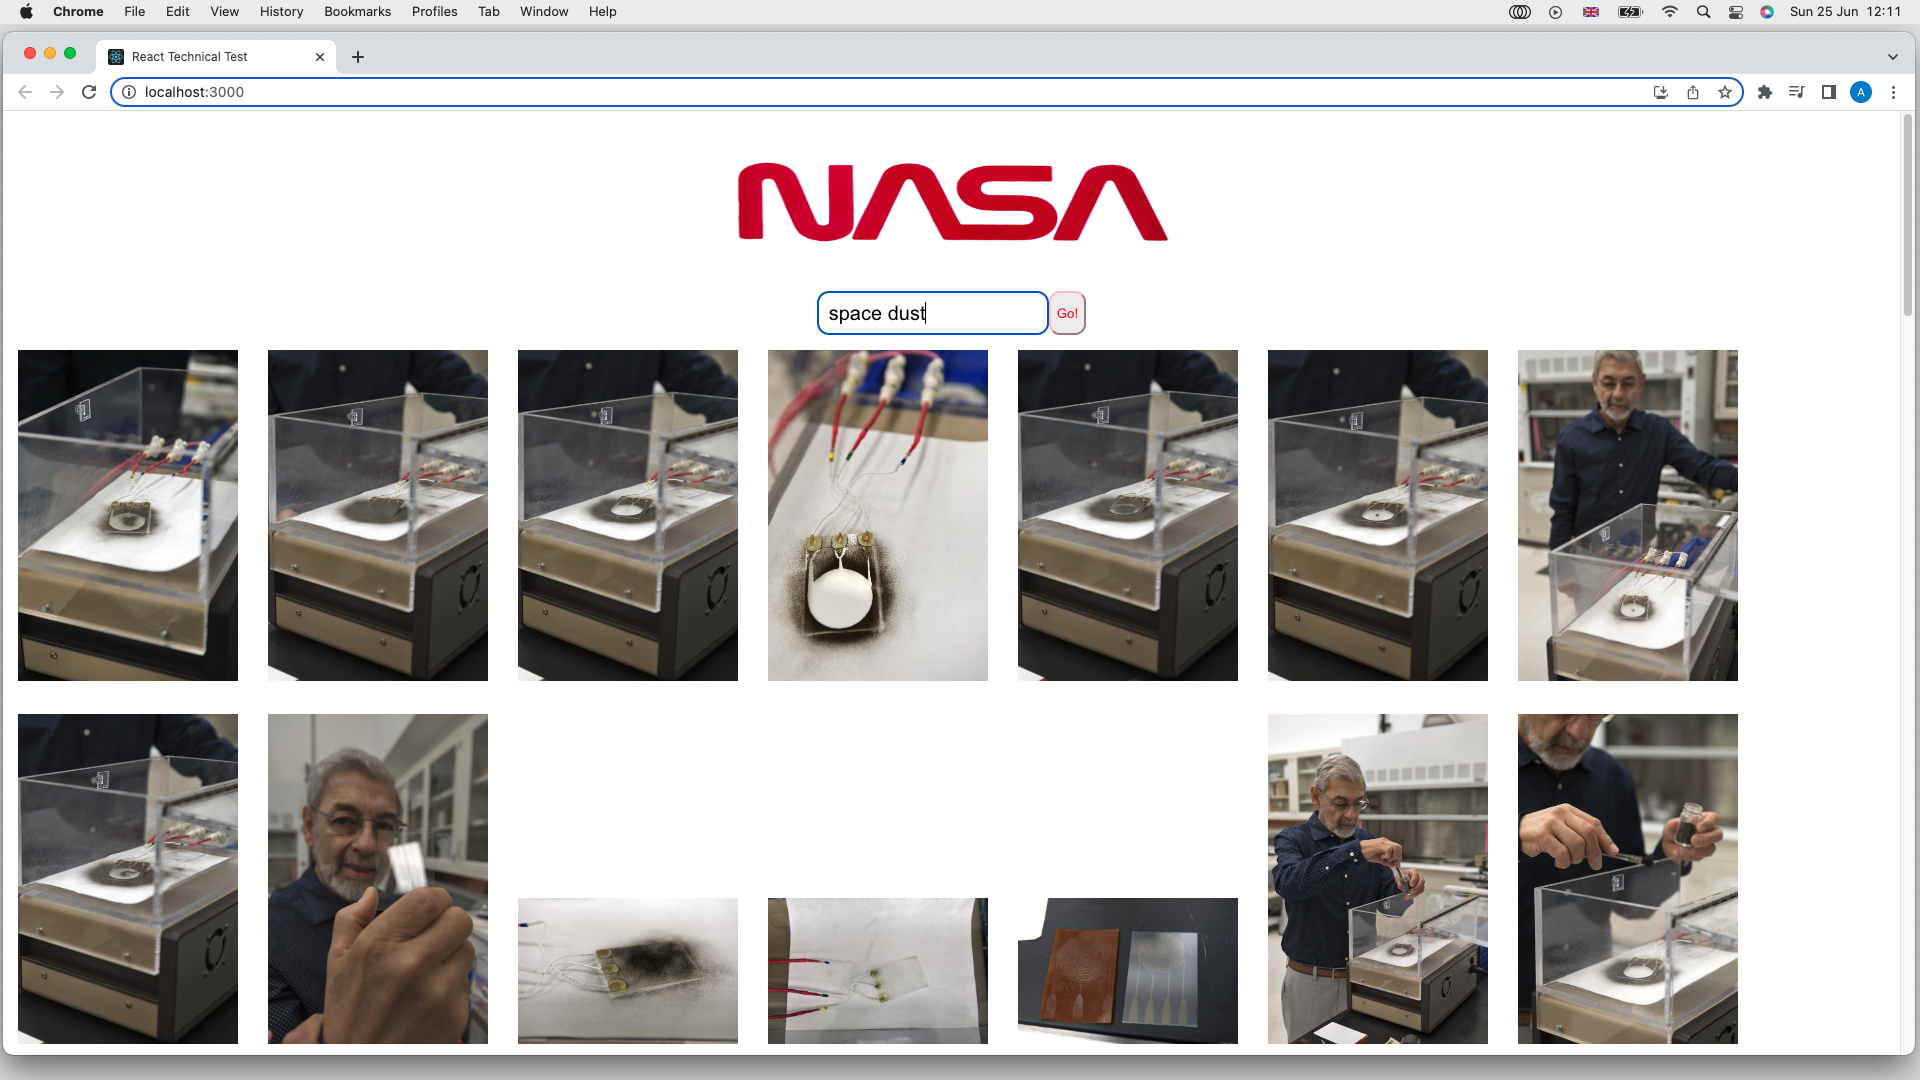 Chrome File Edit View History Bookmarks Profiles Tab Window Help Sun 25 Jun 12:11
React Technical Test
localhost:3000 A
NASA
space dust Go!